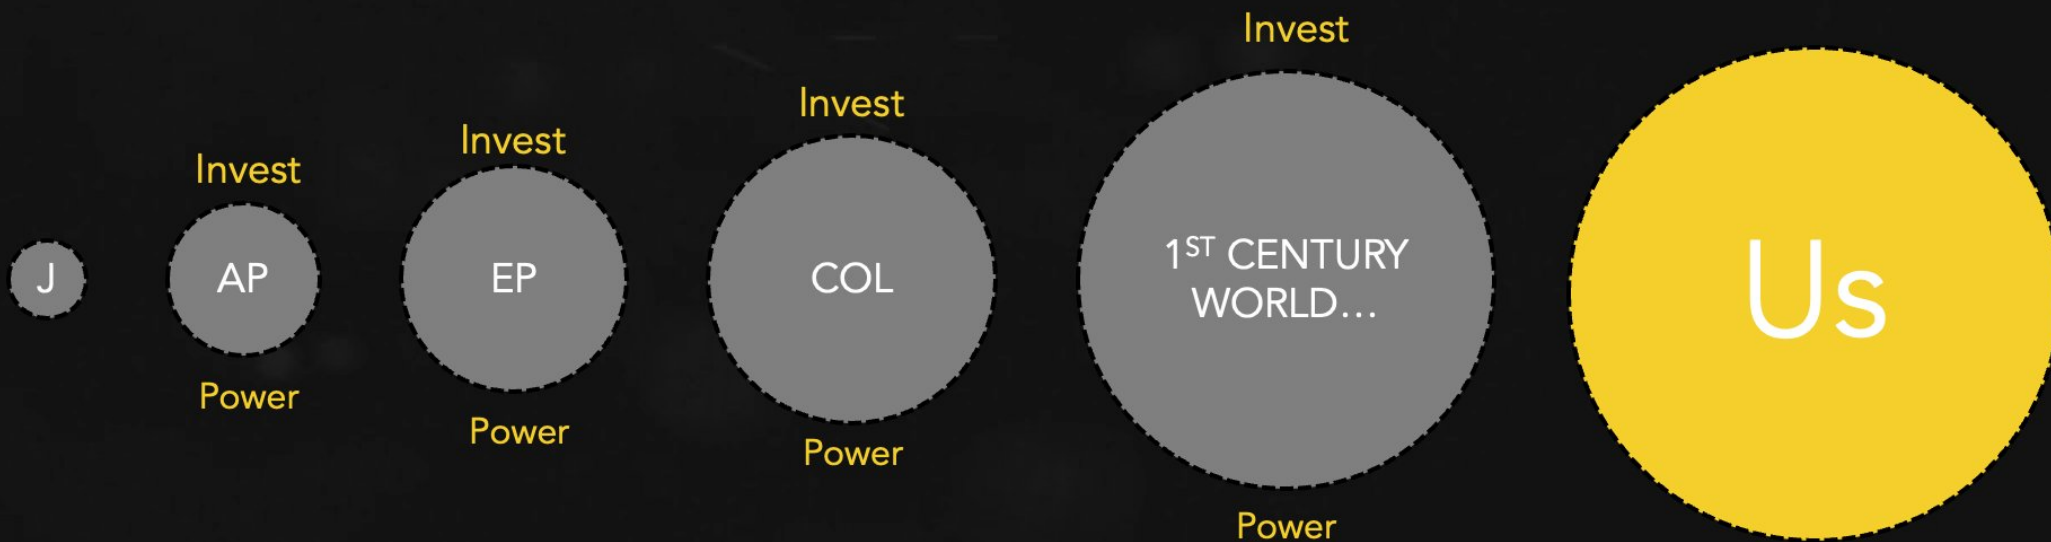 Invest
Invest
Invest
Invest
J
AP
EP
COL
1ST CENTURY
WORLD...
Us
Power
Power
Power
Power